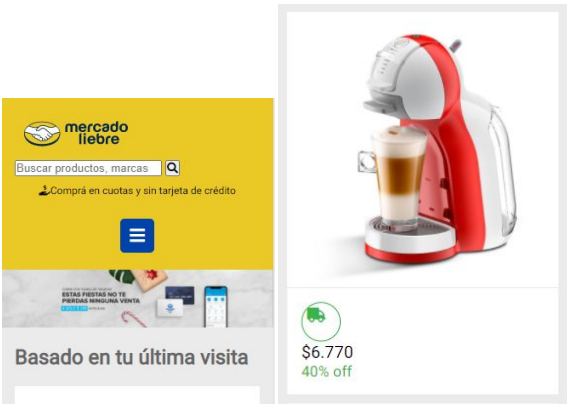 mercado
liebre
Buscar productos, marcas
Comprá en cuotas y sin tarjeta de crédito
ESTAS FIESTAS NO TE
PIERDAS NINGUNA VENTA
Basado en tu última visita
$6.770
40% off